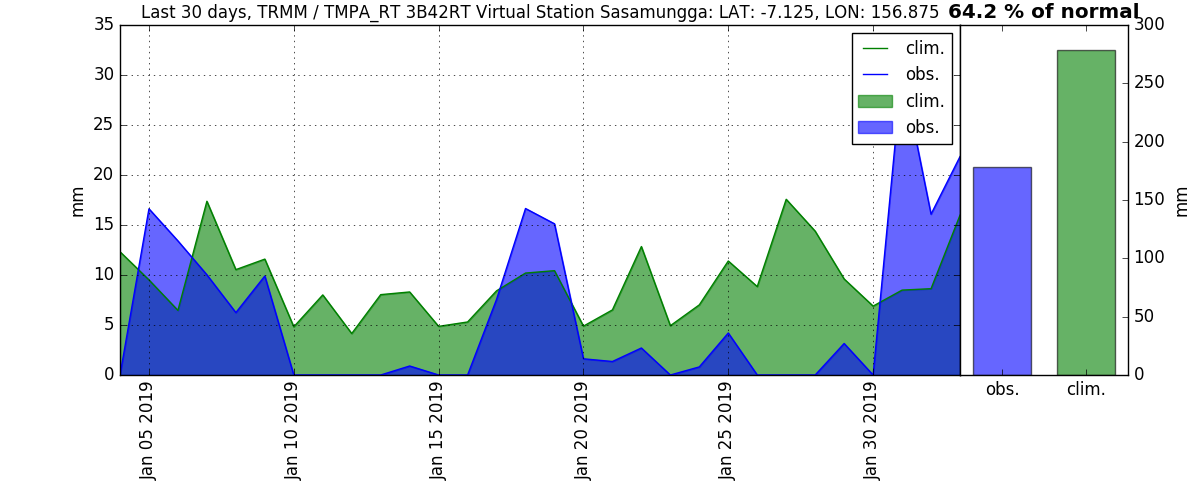 Last 30 days, TRMM / TMPA_RT 3B42RT Virtual Station Sasamungga: LAT: -7.125, LON: 156.875 64.2 % of normal
35
30
25
20
15
10
5
0
mm
clim.
obs.
clim.
obs.
300
250
200
150
100
50
0
mm
obs. clim.
Jan 05 2019
Jan 10 2019
Jan 15 2019
Jan 20 2019
Jan 25 2019
Jan 30 2019